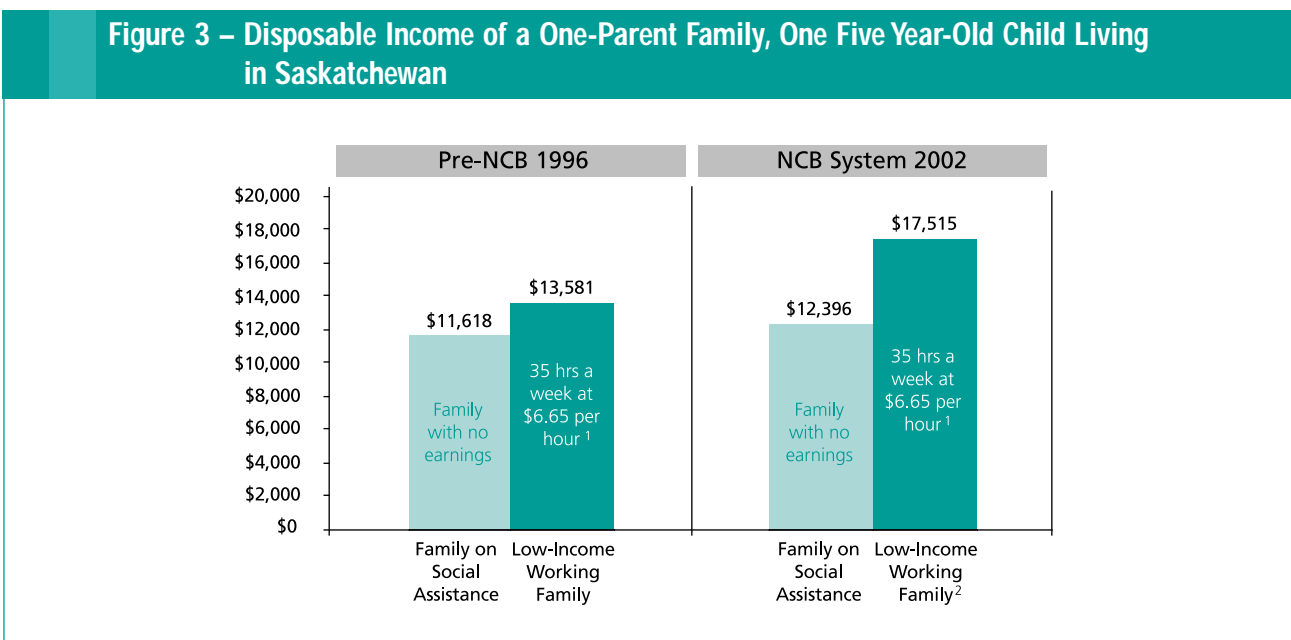 Figure 3 – Disposable Income of a One-Parent Family, One Five Year-Old Child Living
in Saskatchewan
Pre-NCB 1996
NCB System 2002
$20,000
$18,000
$16,000
$14,000
$12,000
$10,000
$8,000
$6,000
$4,000
$2,000
$0
$11,618
Family
with no
earnings
$13,581
35 hrs a
week at
$6.65 per
hour 1
$12,396
Family
with no
earnings
$17,515
35 hrs a
week at
$6.65 per
hour 1
Family on
Social
Assistance
Low-Income
Working
Family
Family on
Social
Assistance
Low-Income
Working
Family2